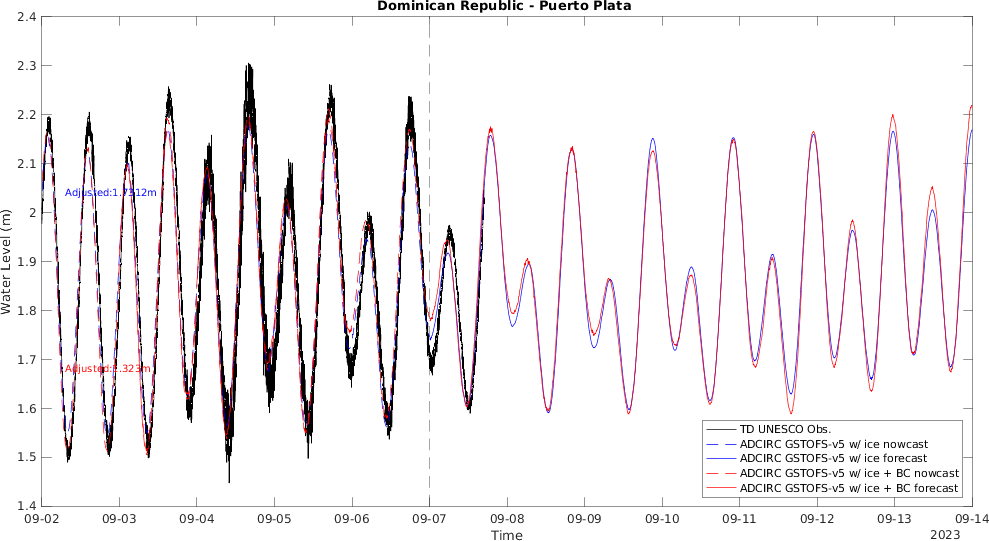 Dominican Republic - Puerto Plata
2.4
2.3
2.2
2.1
2
1.9
1.8
1.7
1.6
1.5
1.4
Water Level (m)
Adjusted:1.7312m
Adjusted:1.323m
TD UNESCO Obs.
ADCIRC GSTOFS-v5 w/ ice nowcast
ADCIRC GSTOFS-v5 w/ ice forecast
ADCIRC GSTOFS-v5 w/ ice + BC nowcast
ADCIRC GSTOFS-v5 w/ ice + BC forecast
09-02 09-03 09-04 09-05 09-06 09-07 09-08 09-09 09-10 09-11 09-12 09-13 09-14
Time
2023